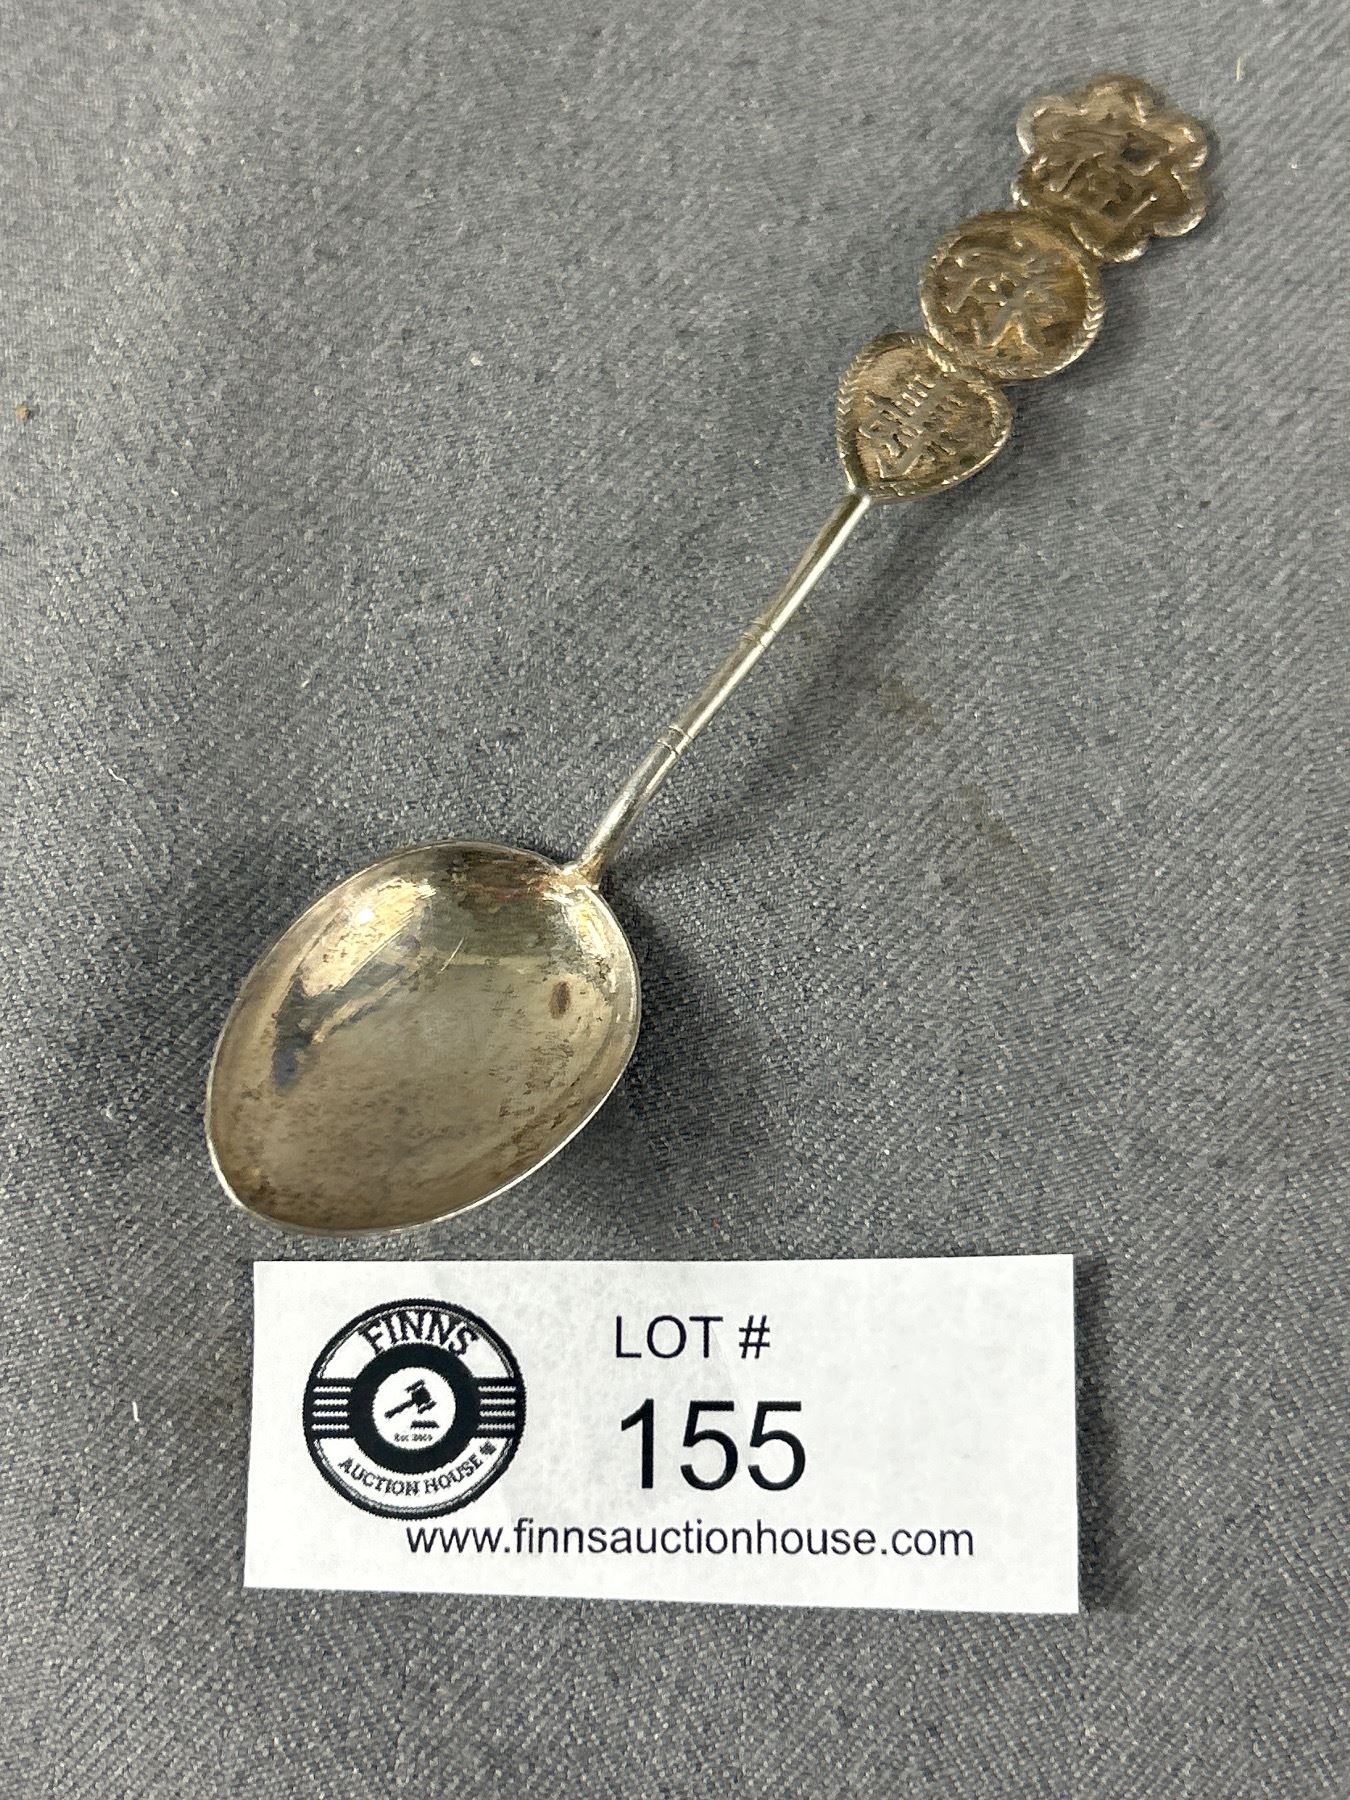 FINNS
AUCTION HOUSE
LOT #
155
www.finnsauctionhouse.com